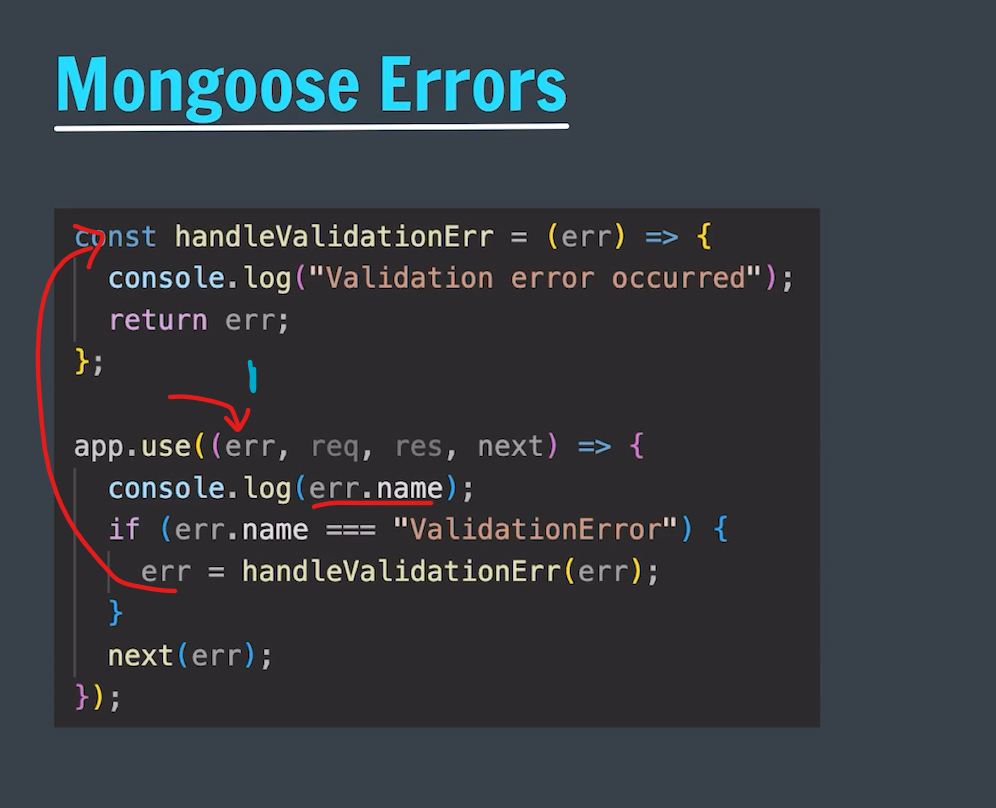 Mongoose Errors
const handleValidationErr = (err) => {
console.log("Validation error occurred");
return err;
};
app.use((err, req, res, next) => {
console.log(err.name);
if (err.name === "ValidationError") {
err = handleValidationErr(err);
}
next(err);
});